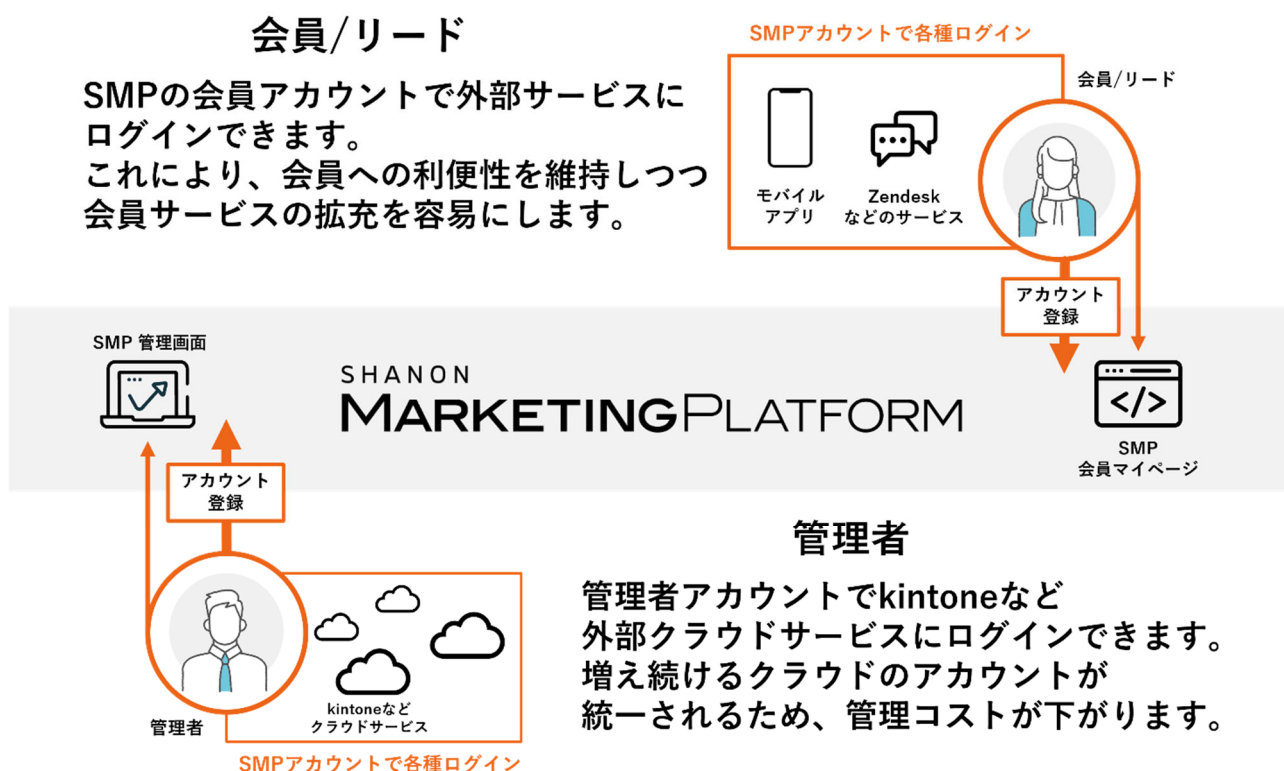 会員/リード
SMPの会員アカウントで外部サービスに
ログインできます。
これにより、会員への利便性を維持しつつ
会員サービスの拡充を容易にします。
SMPアカウントで各種ログイン
会員/リード
モバイル
アプリ
Zendesk
などのサービス
アカウント
登録
SMP 管理画面
SHANON
MARKETINGPLATFORM
SMP
会員マイページ
アカウント
登録
管理者
kintoneなど
クラウドサービス
SMPアカウントで各種ログイン
管理者
管理者アカウントでkintoneなど
外部クラウドサービスにログインできます。
増え続けるクラウドのアカウントが
統一されるため、管理コストが下がります。